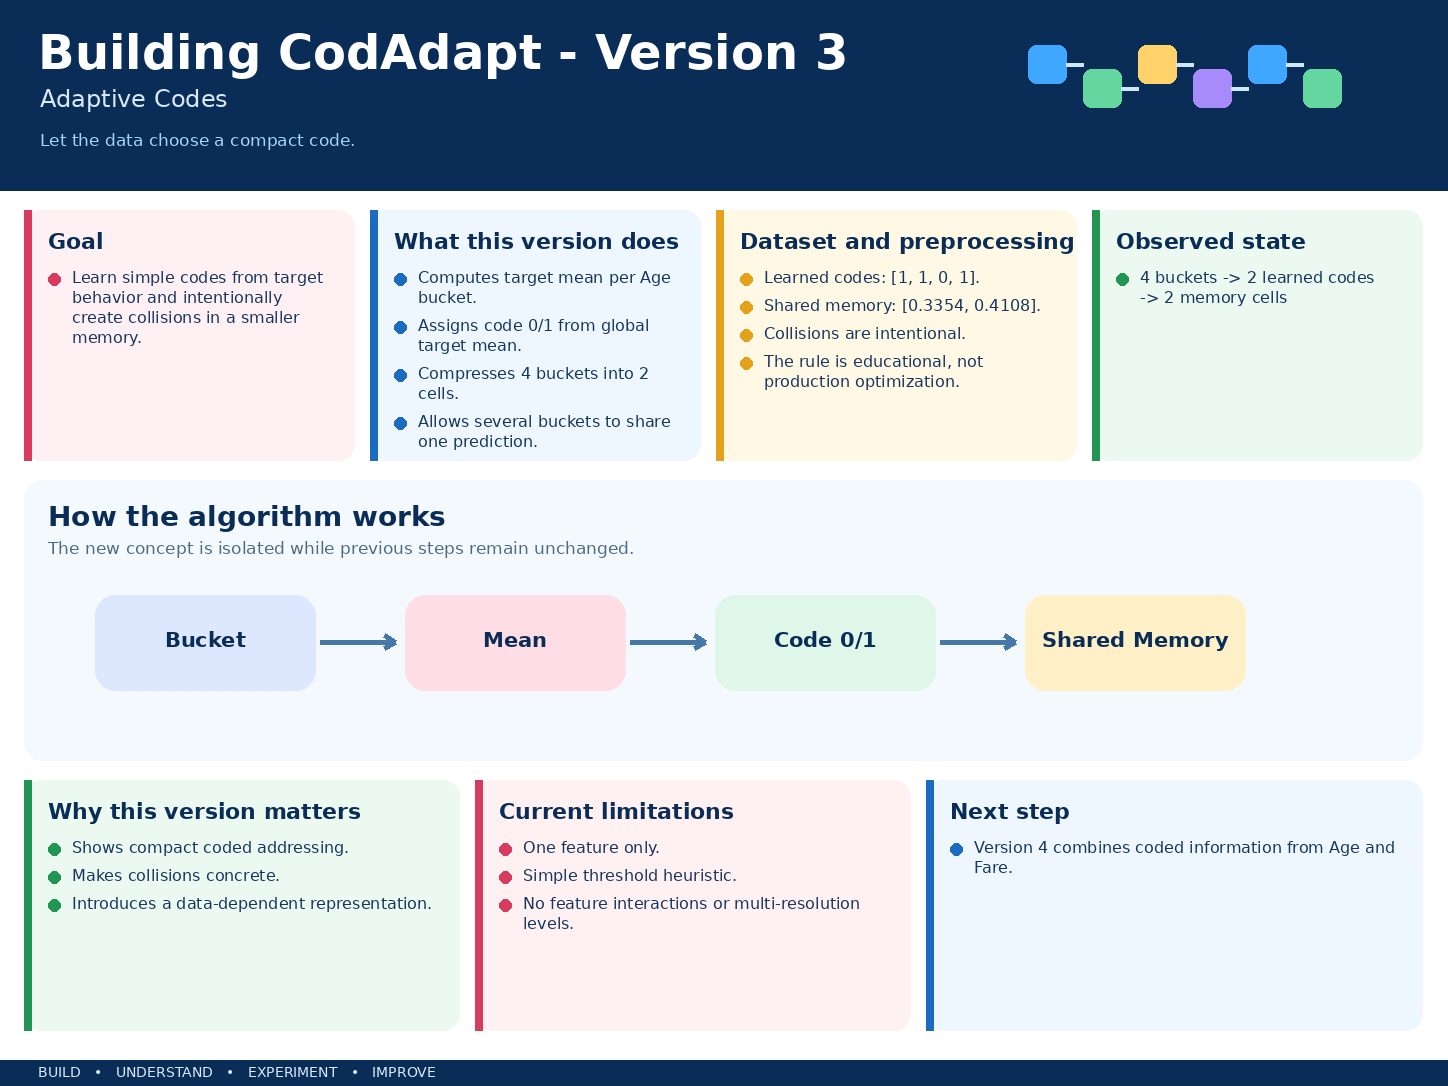 Building CodAdapt - Version 3
Adaptive Codes
Let the data choose a compact code.
Goal
Learn simple codes from target
behavior and intentionally
create collisions in a smaller
memory.
What this version does
Computes target mean per Age
bucket.
Assigns code 0/1 from global
target mean.
Compresses 4 buckets into 2
cells.
Allows several buckets to share
one prediction.
Dataset and preprocessing
Learned codes: [1, 1, 0, 1].
Shared memory: [0.3354, 0.4108].
Collisions are intentional.
The rule is educational, not
production optimization.
Observed state
4 buckets -> 2 learned codes
-> 2 memory cells
How the algorithm works
The new concept is isolated while previous steps remain unchanged.
Bucket
Mean
Code 0/1
Shared Memory
Why this version matters
Shows compact coded addressing.
Makes collisions concrete.
Introduces a data-dependent representation.
Current limitations
One feature only.
Simple threshold heuristic.
No feature interactions or multi-resolution
levels.
Next step
Version 4 combines coded information from Age and
Fare.
BUILD • UNDERSTAND • EXPERIMENT • IMPROVE